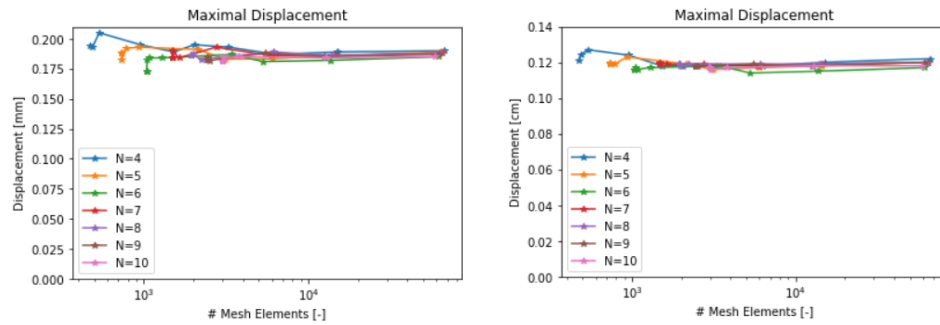 Maximal Displacement
0.200
0.175
0.150
0.125
0.100
0.075
0.050
0.025
0.000
Displacement [mm]
N=4
N=5
N=6
N=7
N=8
N=9
N=10
10³
10⁴
# Mesh Elements [-]
Maximal Displacement
0.14
0.12
0.10
0.08
0.06
0.04
0.02
0.00
Displacement [cm]
N=4
N=5
N=6
N=7
N=8
N=9
N=10
10³
10⁴
# Mesh Elements [-]